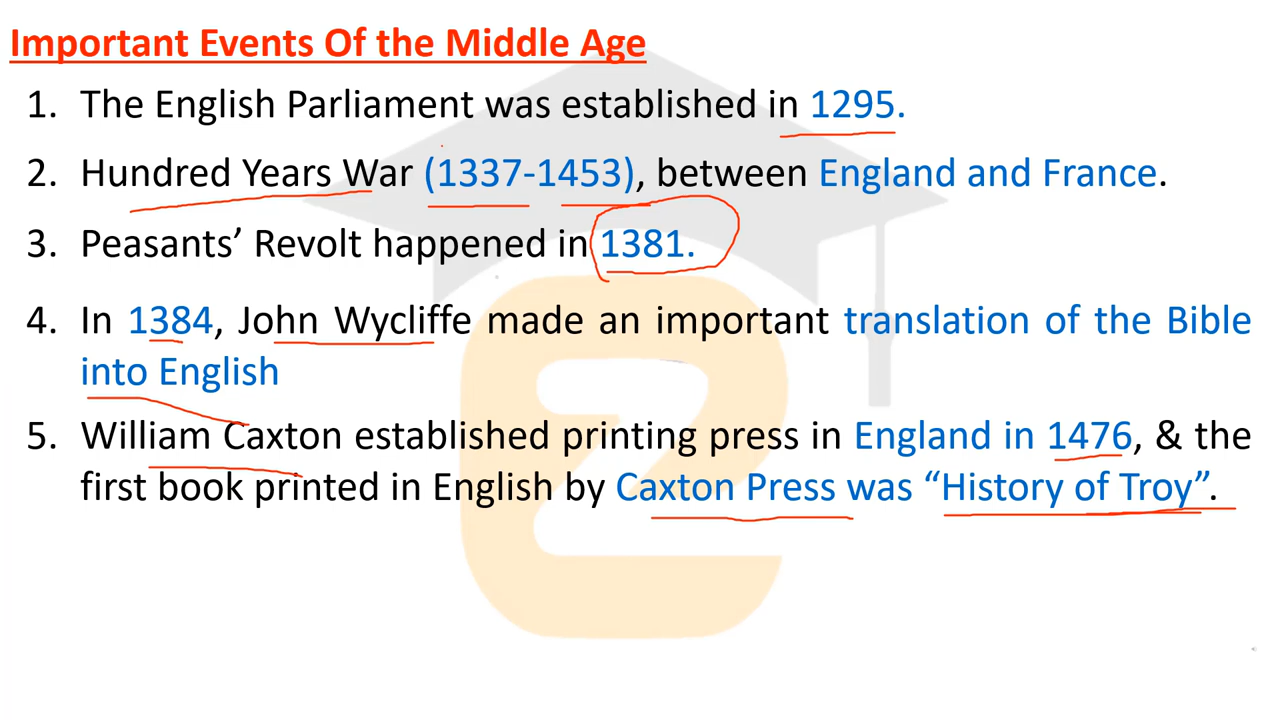 Important Events Of the Middle Age
1. The English Parliament was established in 1295.
2. Hundred Years War (1337-1453), between England and France.
3. Peasants’ Revolt happened in 1381.
4. In 1384, John Wycliffe made an important translation of the Bible
into English
5. William Caxton established printing press in England in 1476, & the
first book printed in English by Caxton Press was “History of Troy”.